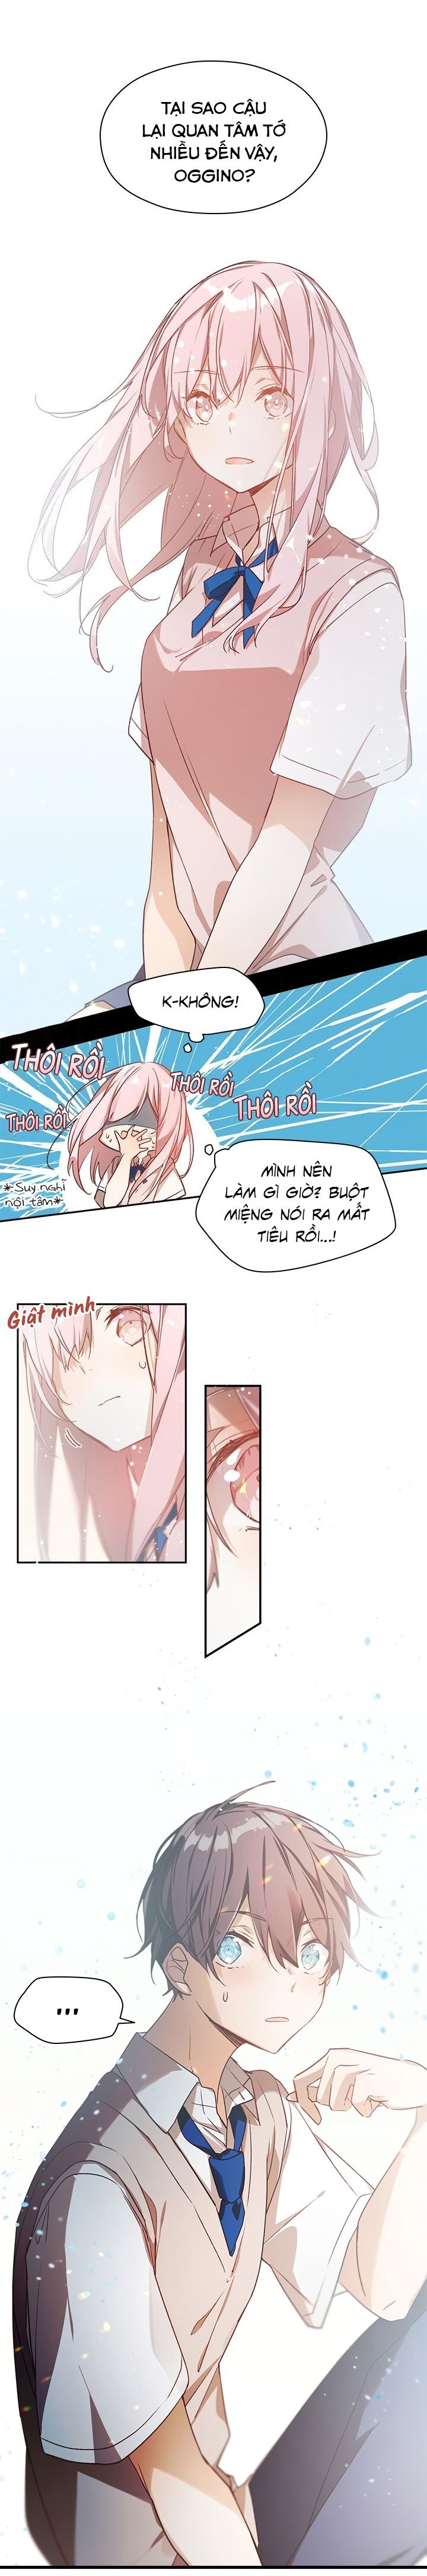 TẠI SAO CẬU
LẠI QUAN TÂM TỚ
NHIỀU ĐẾN VẬY,
OGGINO?
K-KHÔNG!
THÔI RỒI
THÔI RỒI
THÔI RỒI
THÔI RỒI
*Suy nghĩ
nội tâm*
MÌNH NÊN
LÀM GÌ GIỜ? BUỘT
MIỆNG NÓI RA MẤT
TIÊU RỒI...!
Giật mình
...